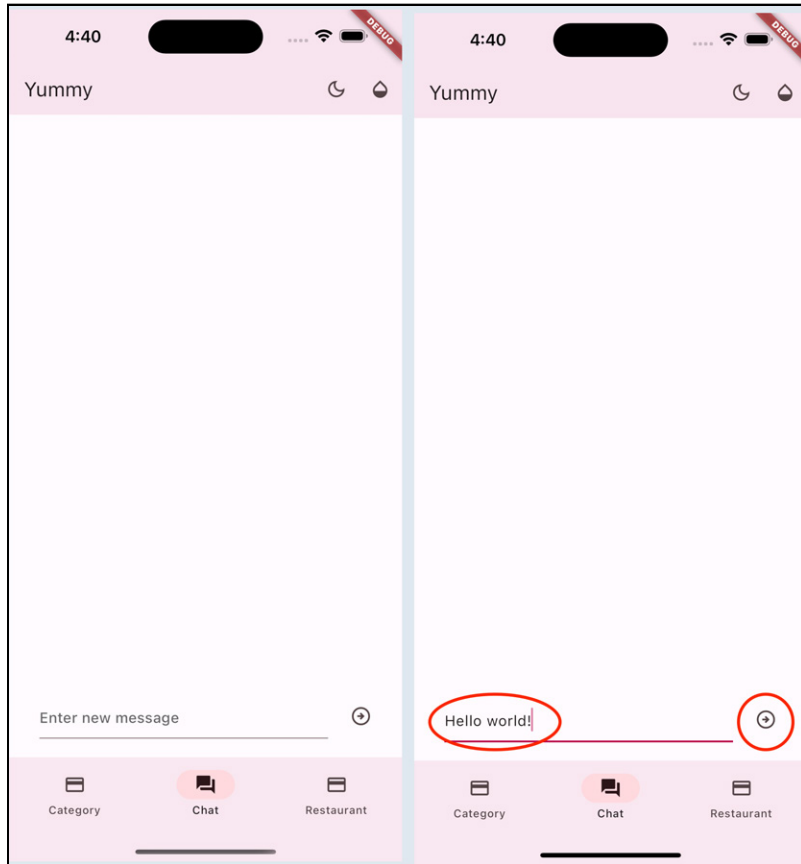 4:40
DEBUG
Yummy
Enter new message
Category Chat Restaurant
4:40
DEBUG
Yummy
Hello world!
Category Chat Restaurant